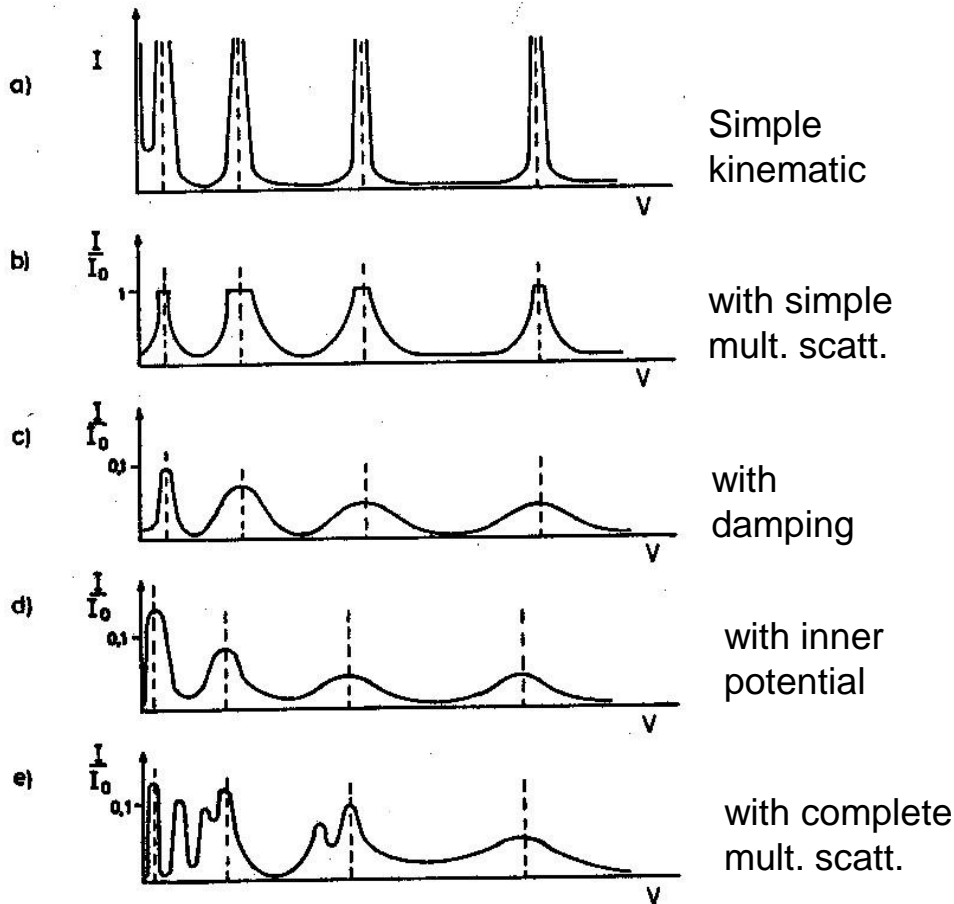 a)
I
V
Simple
kinematic
b)
I
I0
1
V
with simple
mult. scatt.
c)
I
I0
0,1
V
with
damping
d)
I
I0
0,1
V
with inner
potential
e)
I
I0
0,1
V
with complete
mult. scatt.